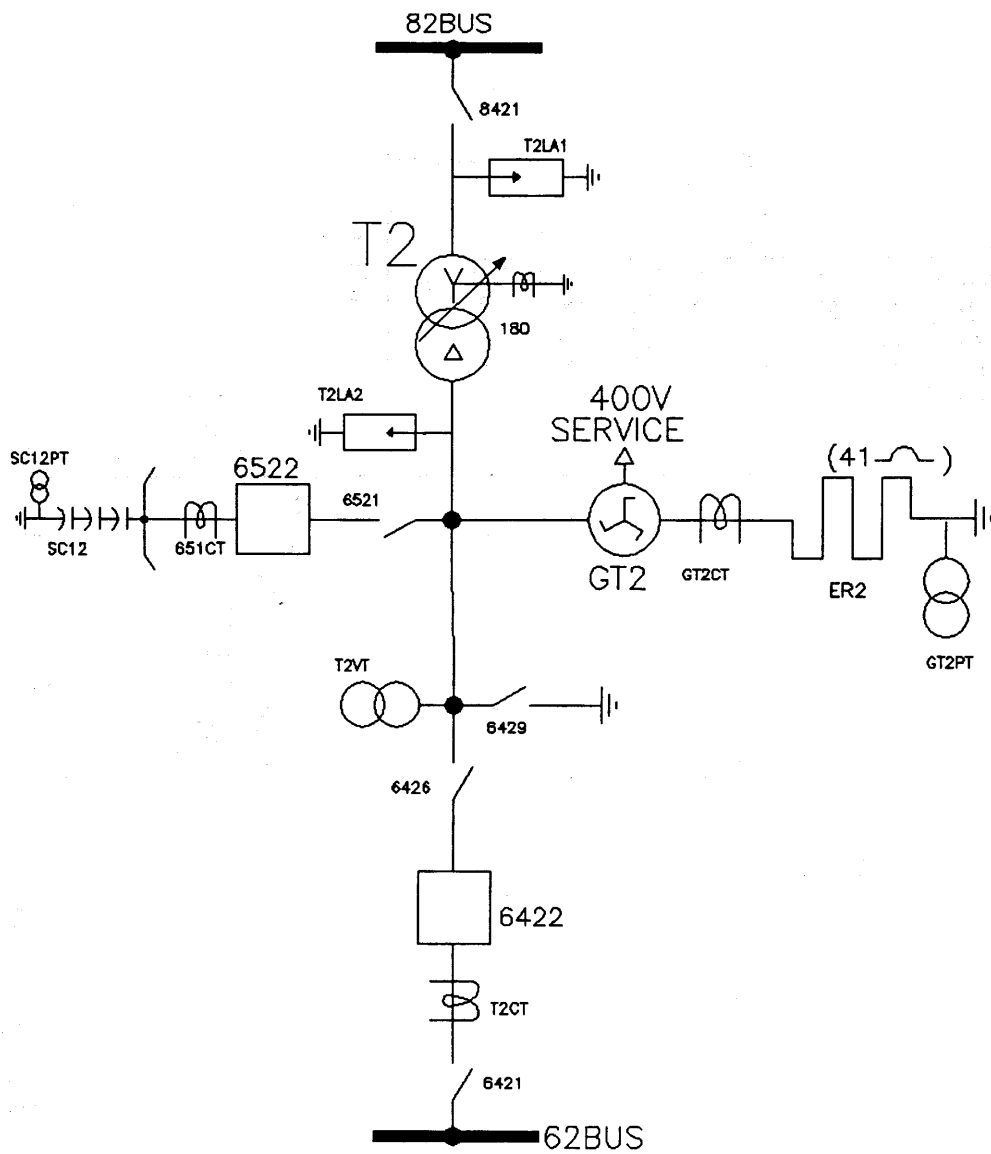 82BUS
8421
T2LA1
T2
180
T2LA2
400V
SERVICE
(41 )
SC12PT
6522
6521
SC12
651CT
GT2
GT2CT
ER2
GT2PT
T2VT
6429
6426
6422
T2CT
6421
62BUS